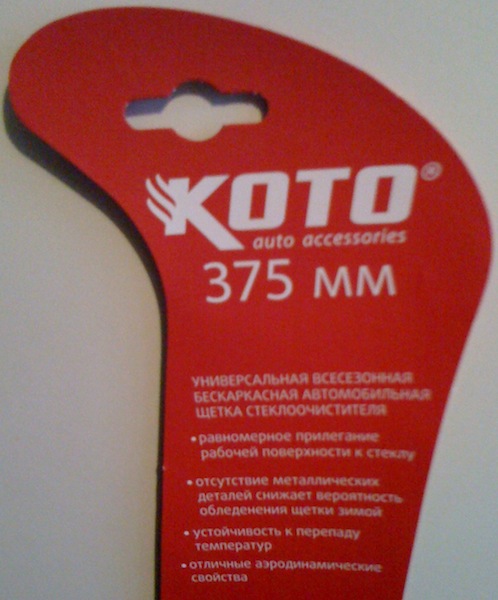 KOTO®
auto accessories
375 мм
УНИВЕРСАЛЬНАЯ ВСЕСЕЗОННАЯ
БЕСКАРКАСНАЯ АВТОМОБИЛЬНАЯ
ЩЕТКА СТЕКЛООЧИСТИТЕЛЯ
• равномерное прилегание
рабочей поверхности к стеклу
• отсутствие металлических
деталей снижает вероятность
обледенения щетки зимой
• устойчивость к перепаду
температур
• отличные аэродинамические
свойства